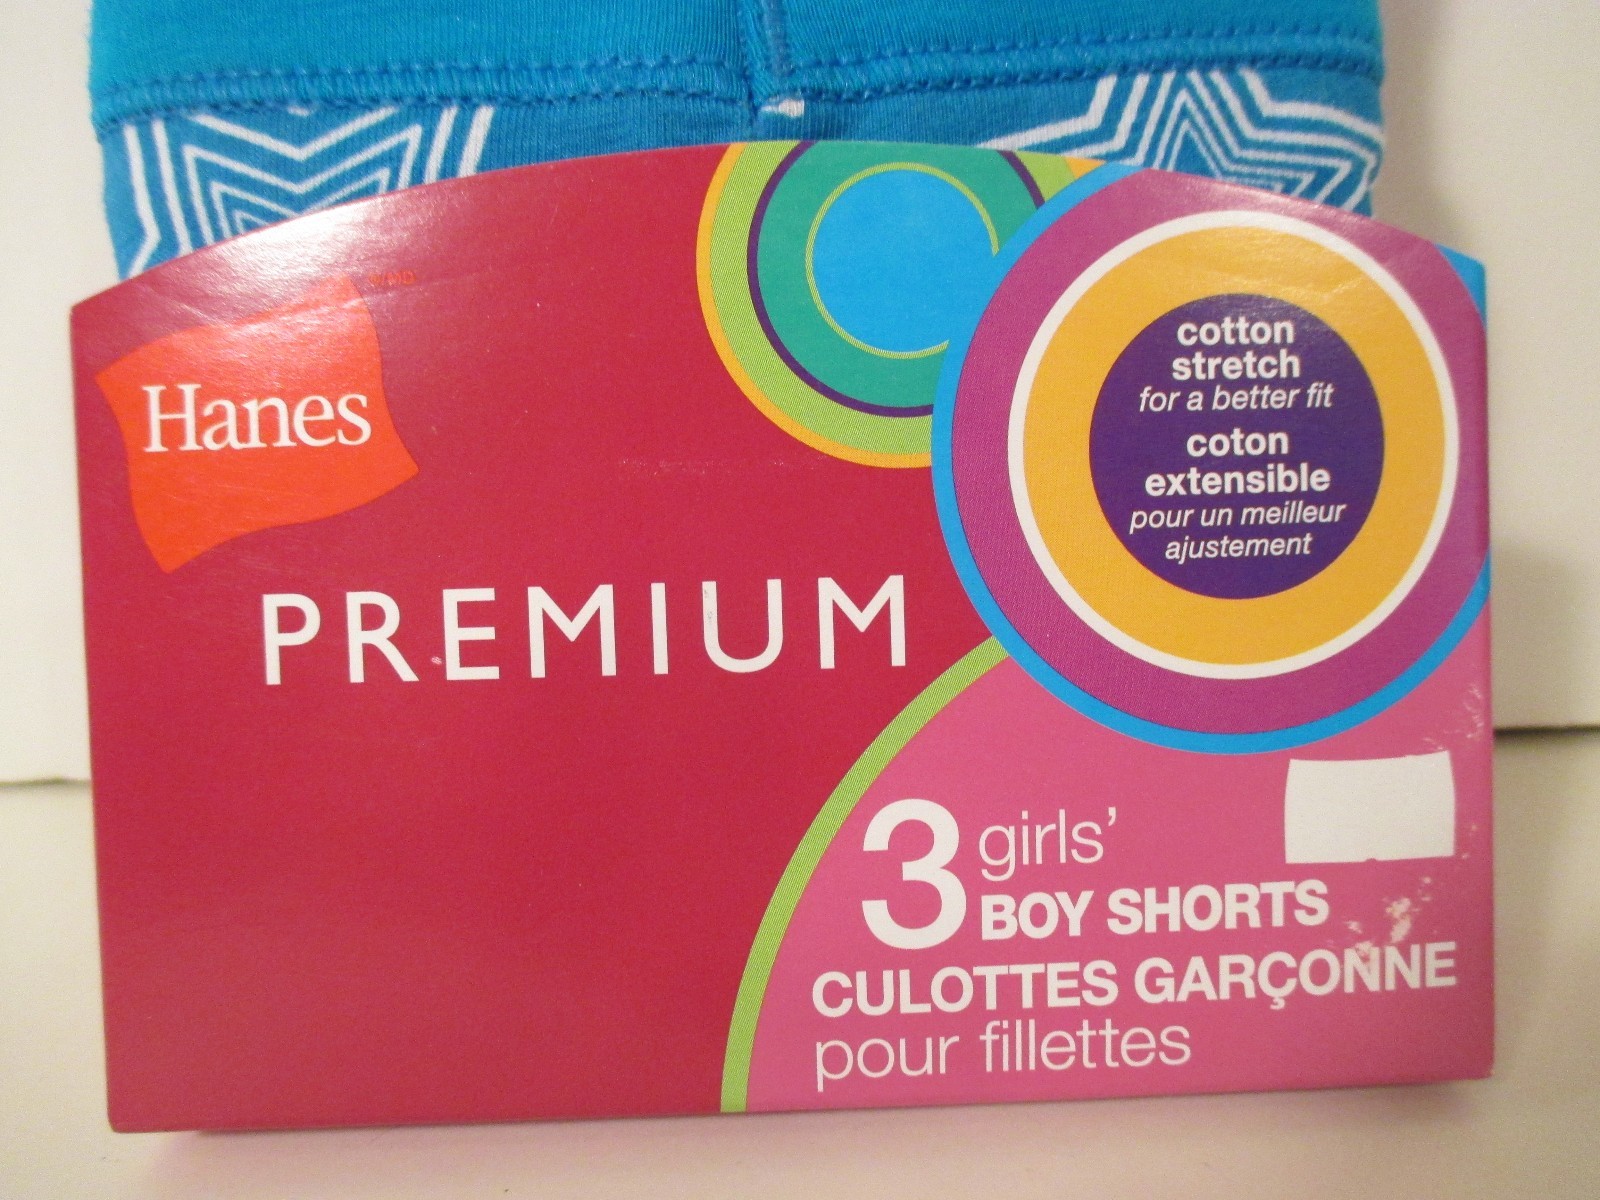 Hanes
PREMIUM
cotton
stretch
for a better fit
coton
extensible
pour un meilleur
ajustement
3 girls'
BOY SHORTS
CULOTTES GARÇONNE
pour fillettes